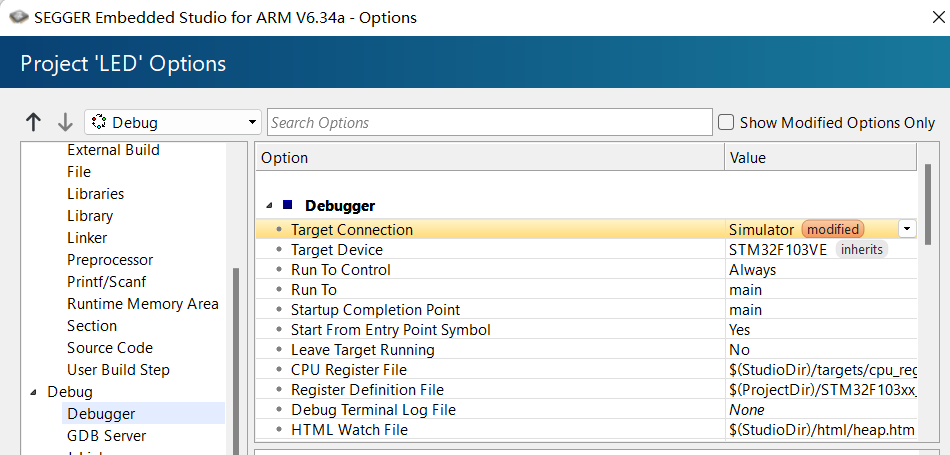 SEGGER Embedded Studio for ARM V6.34a - Options
Project 'LED' Options
Debug Search Options Show Modified Options Only
External Build
File
Libraries
Library
Linker
Preprocessor
Printf/Scanf
Runtime Memory Area
Section
Source Code
User Build Step
Debug
Debugger
GDB Server
Option Value
Debugger
Target Connection Simulator modified
Target Device STM32F103VE inherits
Run To Control Always
Run To main
Startup Completion Point main
Start From Entry Point Symbol Yes
Leave Target Running No
CPU Register File $(StudioDir)/targets/cpu_reg
Register Definition File $(ProjectDir)/STM32F103xx_
Debug Terminal Log File None
HTML Watch File $(StudioDir)/html/heap.htm